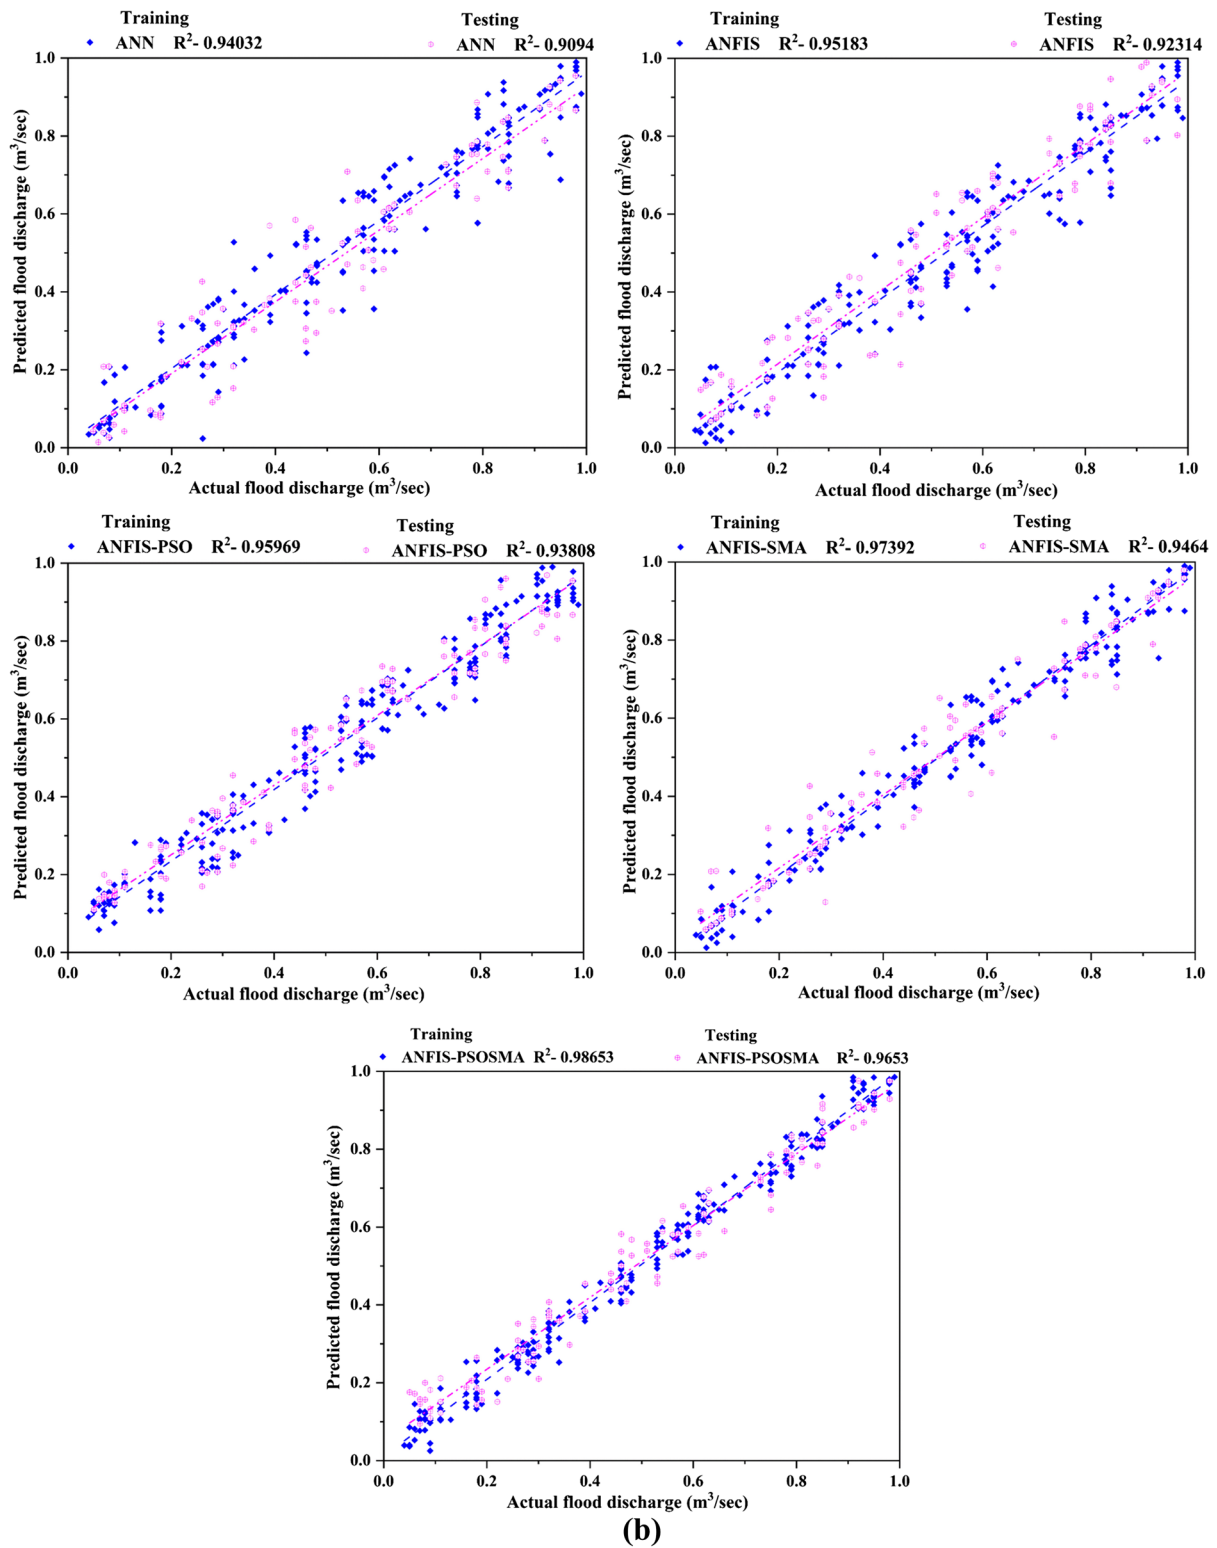 Training Testing
ANN R²- 0.94032 ANN R²- 0.9094
1.0
0.8
0.6
0.4
0.2
0.0
Predicted flood discharge (m³/sec)
0.0 0.2 0.4 0.6 0.8 1.0
Actual flood discharge (m³/sec)
Training Testing
ANFIS R²- 0.95183 ANFIS R²- 0.92314
1.0
0.8
0.6
0.4
0.2
0.0
Predicted flood discharge (m³/sec)
0.0 0.2 0.4 0.6 0.8 1.0
Actual flood discharge (m³/sec)
Training Testing
ANFIS-PSO R²- 0.95969 ANFIS-PSO R²- 0.93808
1.0
0.8
0.6
0.4
0.2
0.0
Predicted flood discharge (m³/sec)
0.0 0.2 0.4 0.6 0.8 1.0
Actual flood discharge (m³/sec)
Training Testing
ANFIS-SMA R²- 0.97392 ANFIS-SMA R²- 0.9464
1.0
0.8
0.6
0.4
0.2
0.0
Predicted flood discharge (m³/sec)
0.0 0.2 0.4 0.6 0.8 1.0
Actual flood discharge (m³/sec)
Training Testing
ANFIS-PSOSMA R²- 0.98653 ANFIS-PSOSMA R²- 0.9653
1.0
0.8
0.6
0.4
0.2
0.0
Predicted flood discharge (m³/sec)
0.0 0.2 0.4 0.6 0.8 1.0
Actual flood discharge (m³/sec)
(b)